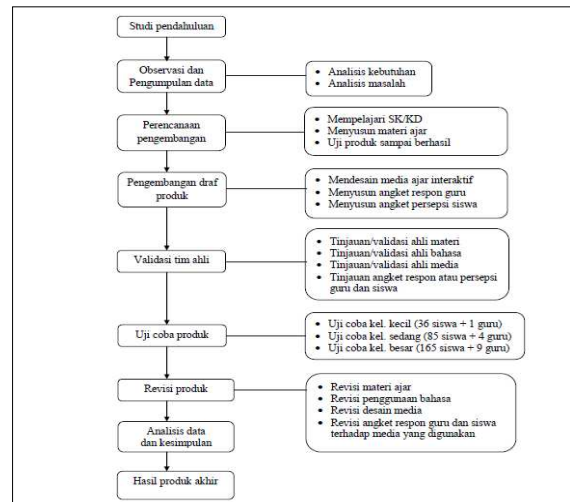 Studi pendahuluan
Observasi dan
Pengumpulan data
• Analisis kebutuhan
• Analisis masalah
Perencanaan
pengembangan
• Mempelajari SK/KD
• Menyusun materi ajar
• Uji produk sampai berhasil
Pengembangan draf
produk
• Mendesain media ajar interaktif
• Menyusun angket respon guru
• Menyusun angket persepsi siswa
Validasi tim ahli
• Tinjauan/validasi ahli materi
• Tinjauan/validasi ahli bahasa
• Tinjauan/validasi ahli media
• Tinjauan angket respon atau persepsi
guru dan siswa
Uji coba produk
• Uji coba kel. kecil (36 siswa + 1 guru)
• Uji coba kel. sedang (85 siswa + 4 guru)
• Uji coba kel. besar (165 siswa + 9 guru)
Revisi produk
• Revisi materi ajar
• Revisi penggunaan bahasa
• Revisi desain media
• Revisi angket respon guru dan siswa
terhadap media yang digunakan
Analisis data
dan kesimpulan
Hasil produk akhir